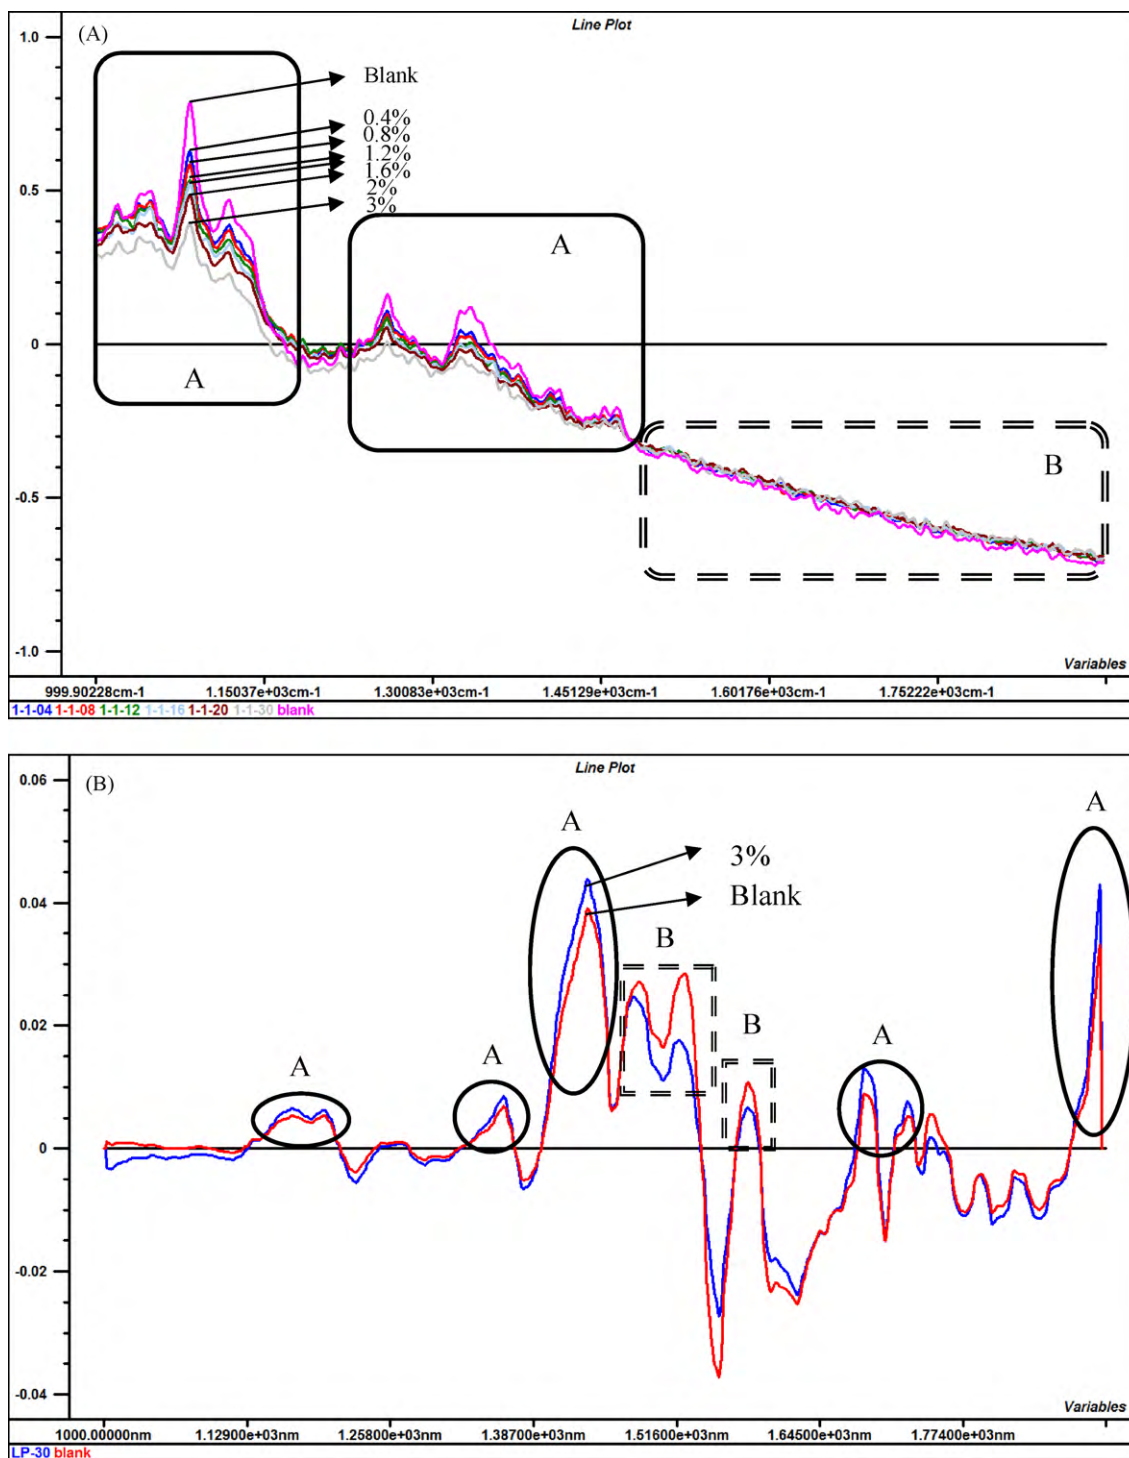 Line Plot
(A)
1.0
Blank
0.4%
0.8%
1.2%
1.6%
2%
3%
0.5
A
0
A
B
-0.5
-1.0
Variables
999.90228cm-1 1.15037e+03cm-1 1.30083e+03cm-1 1.45129e+03cm-1 1.60176e+03cm-1 1.75222e+03cm-1
1-1-04 1-1-08 1-1-12 1-1-16 1-1-20 1-1-30 blank
Line Plot
(B)
0.06
A
A
3%
Blank
0.04
B
0.02
B
A
A
A
0
-0.02
-0.04
Variables
1000.00000nm 1.12900e+03nm 1.25800e+03nm 1.38700e+03nm 1.51600e+03nm 1.64500e+03nm 1.77400e+03nm
LP-30 blank